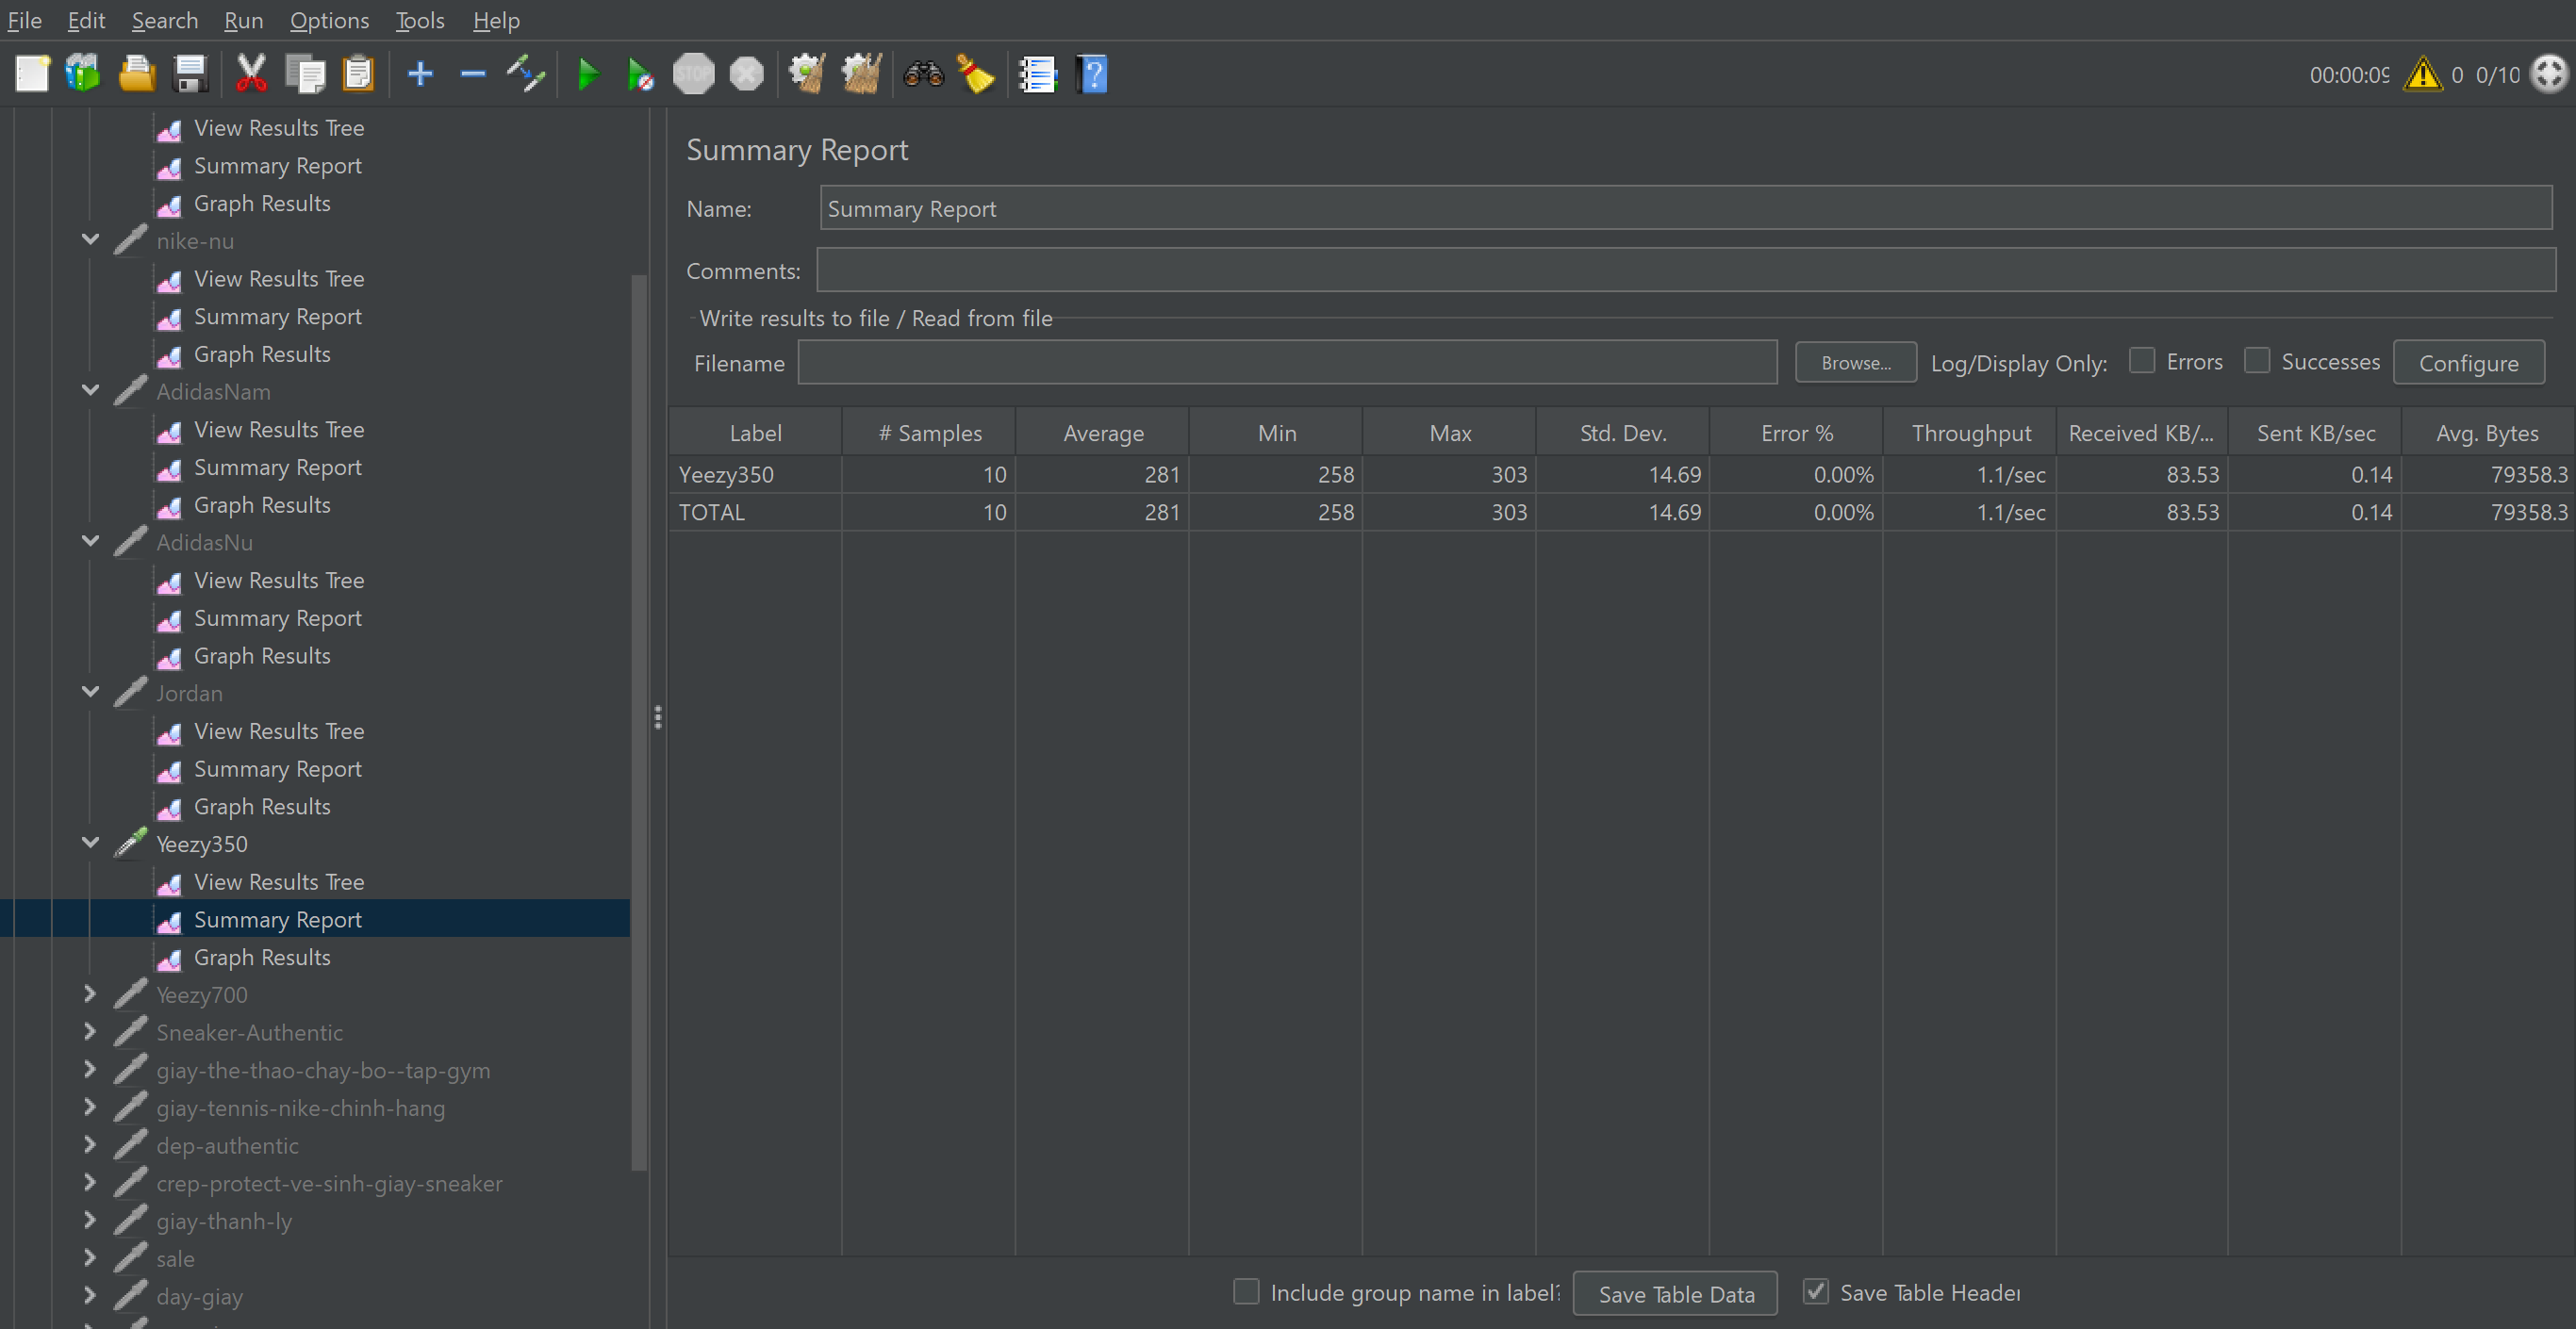 File Edit Search Run Options Tools Help
STOP
00:00:09 0 0/10
View Results Tree
Summary Report
Graph Results
nike-nu
View Results Tree
Summary Report
Graph Results
AdidasNam
View Results Tree
Summary Report
Graph Results
AdidasNu
View Results Tree
Summary Report
Graph Results
Jordan
View Results Tree
Summary Report
Graph Results
Yeezy350
View Results Tree
Summary Report
Graph Results
Yeezy700
Sneaker-Authentic
giay-the-thao-chay-bo--tap-gym
giay-tennis-nike-chinh-hang
dep-authentic
crep-protect-ve-sinh-giay-sneaker
giay-thanh-ly
sale
day-giay
Summary Report
Name: Summary Report
Comments:
Write results to file / Read from file
Filename Browse... Log/Display Only: Errors Successes Configure
Label # Samples Average Min Max Std. Dev. Error % Throughput Received KB/... Sent KB/sec Avg. Bytes
Yeezy350 10 281 258 303 14.69 0.00% 1.1/sec 83.53 0.14 79358.3
TOTAL 10 281 258 303 14.69 0.00% 1.1/sec 83.53 0.14 79358.3
Include group name in label? Save Table Data Save Table Header